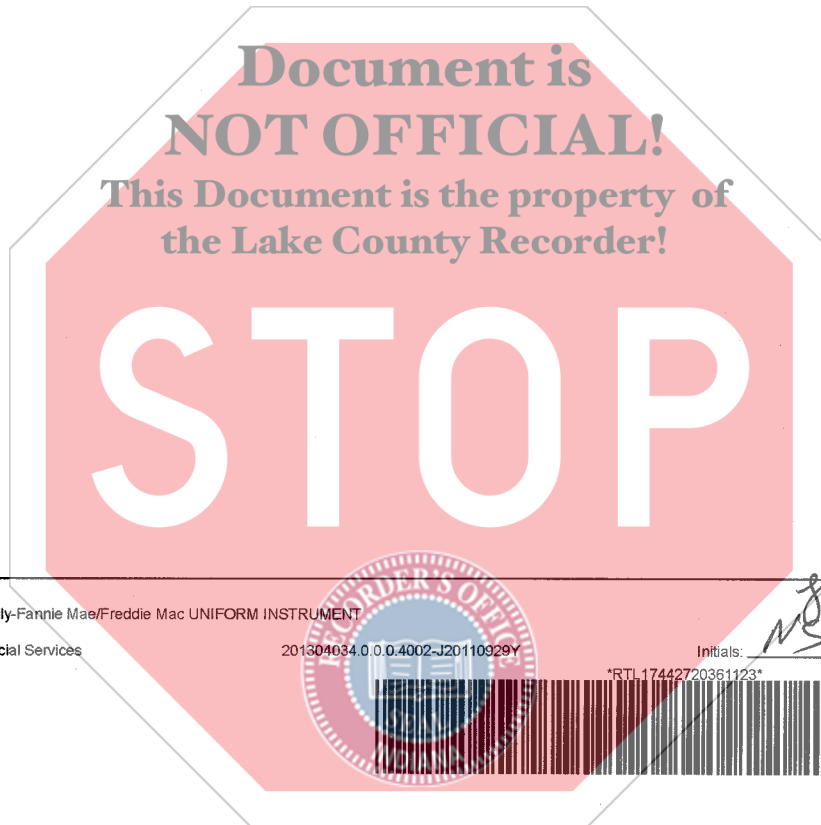 Document is
NOT OFFICIAL!
This Document is the property of
the Lake County Recorder!
STOP
ly-Fannie Mae/Freddie Mac UNIFORM INSTRUMENT
cial Services 201304034.0.0.0.4002-J20110929Y Initials:
*RTL17442720361123*
RECORDER'S OFFICE
SEAL
INDIANA